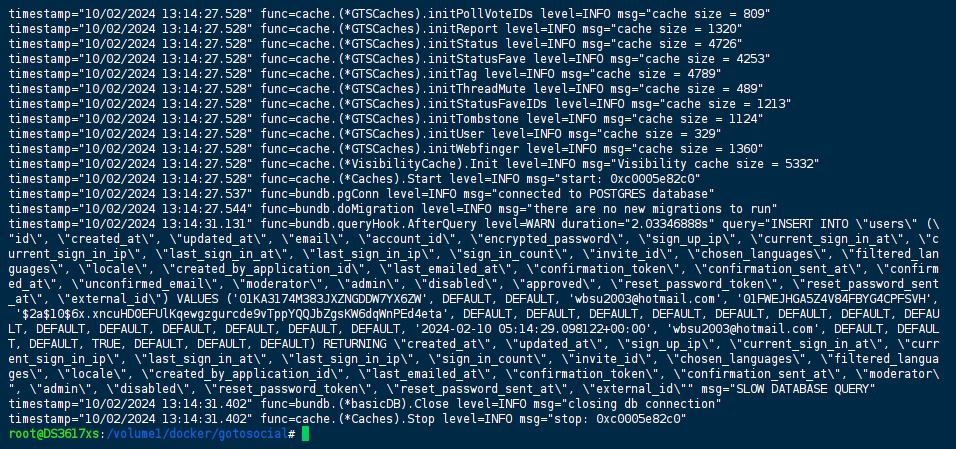 timestamp="10/02/2024 13:14:27.528" func=cache.(*GTSCaches).initPollVoteIDs level=INFO msg="cache size = 809"
timestamp="10/02/2024 13:14:27.528" func=cache.(*GTSCaches).initReport level=INFO msg="cache size = 1320"
timestamp="10/02/2024 13:14:27.528" func=cache.(*GTSCaches).initStatus level=INFO msg="cache size = 4726"
timestamp="10/02/2024 13:14:27.528" func=cache.(*GTSCaches).initStatusFave level=INFO msg="cache size = 4253"
timestamp="10/02/2024 13:14:27.528" func=cache.(*GTSCaches).initTag level=INFO msg="cache size = 4789"
timestamp="10/02/2024 13:14:27.528" func=cache.(*GTSCaches).initThreadMute level=INFO msg="cache size = 489"
timestamp="10/02/2024 13:14:27.528" func=cache.(*GTSCaches).initStatusFaveIDs level=INFO msg="cache size = 1213"
timestamp="10/02/2024 13:14:27.528" func=cache.(*GTSCaches).initTombstone level=INFO msg="cache size = 1124"
timestamp="10/02/2024 13:14:27.528" func=cache.(*GTSCaches).initUser level=INFO msg="cache size = 329"
timestamp="10/02/2024 13:14:27.528" func=cache.(*GTSCaches).initWebfinger level=INFO msg="cache size = 1360"
timestamp="10/02/2024 13:14:27.528" func=cache.(*VisibilityCache).Init level=INFO msg="Visibility cache size = 5332"
timestamp="10/02/2024 13:14:27.528" func=cache.(*Caches).Start level=INFO msg="start: 0xc0005e82c0"
timestamp="10/02/2024 13:14:27.537" func=bundb.pgConn level=INFO msg="connected to POSTGRES database"
timestamp="10/02/2024 13:14:27.544" func=bundb.doMigration level=INFO msg="there are no new migrations to run"
timestamp="10/02/2024 13:14:31.131" func=bundb.queryHook.AfterQuery level=WARN duration="2.03346888s" query="INSERT INTO \"users\" (\
"id\", \"created_at\", \"updated_at\", \"email\", \"account_id\", \"encrypted_password\", \"sign_up_ip\", \"current_sign_in_at\", \"c
urrent_sign_in_ip\", \"last_sign_in_at\", \"last_sign_in_ip\", \"sign_in_count\", \"invite_id\", \"chosen_languages\", \"filtered_lan
guages\", \"locale\", \"created_by_application_id\", \"last_emailed_at\", \"confirmation_token\", \"confirmation_sent_at\", \"confirm
ed_at\", \"unconfirmed_email\", \"moderator\", \"admin\", \"disabled\", \"approved\", \"reset_password_token\", \"reset_password_sent
_at\", \"external_id\") VALUES ('01KA3174M383JXZNGDDW7YX6ZW', DEFAULT, DEFAULT, 'wbsu2003@hotmail.com', '01FWEJHGA5Z4V84FBYG4CPFSVH',
 '$2a$10$6x.xncuHD0EFUlKqewgzgurcde9vTppYQQJbZgsKW6dqWnPEd4eta', DEFAULT, DEFAULT, DEFAULT, DEFAULT, DEFAULT, DEFAULT, DEFAULT, DEFAU
LT, DEFAULT, DEFAULT, DEFAULT, DEFAULT, DEFAULT, '2024-02-10 05:14:29.098122+00:00', 'wbsu2003@hotmail.com', DEFAULT, DEFAUL
T, DEFAULT, TRUE, DEFAULT, DEFAULT, DEFAULT) RETURNING \"created_at\", \"updated_at\", \"sign_up_ip\", \"current_sign_in_at\", \"curr
ent_sign_in_ip\", \"last_sign_in_at\", \"last_sign_in_ip\", \"sign_in_count\", \"invite_id\", \"chosen_languages\", \"filtered_langua
ges\", \"locale\", \"created_by_application_id\", \"last_emailed_at\", \"confirmation_token\", \"confirmation_sent_at\", \"moderator\
", \"admin\", \"disabled\", \"reset_password_token\", \"reset_password_sent_at\", \"external_id\"" msg="SLOW DATABASE QUERY"
timestamp="10/02/2024 13:14:31.402" func=bundb.(*basicDB).Close level=INFO msg="closing db connection"
timestamp="10/02/2024 13:14:31.402" func=cache.(*Caches).Stop level=INFO msg="stop: 0xc0005e82c0"
root@DS3617xs:/volume1/docker/gotosocial#